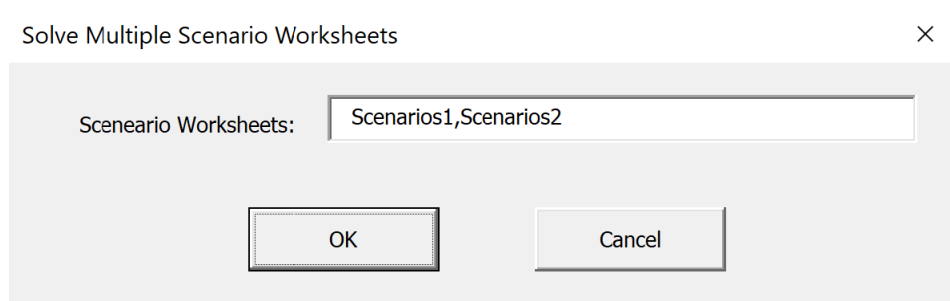 Solve Multiple Scenario Worksheets
Sceneario Worksheets: Scenarios1,Scenarios2
OK Cancel